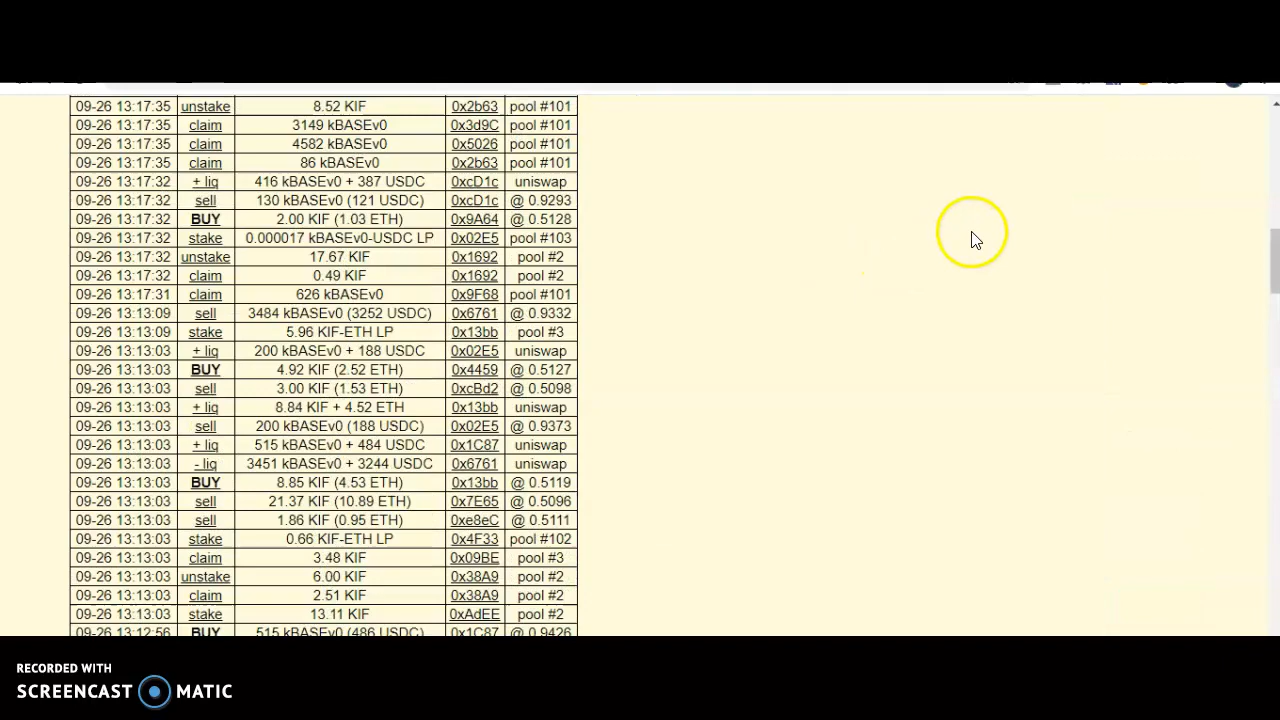 09-26 13:17:35 unstake 8.52 KIF 0x2b63 pool #101
09-26 13:17:35 claim 3149 kBASEv0 0x3d9C pool #101
09-26 13:17:35 claim 4582 kBASEv0 0x5026 pool #101
09-26 13:17:35 claim 86 kBASEv0 0x2b63 pool #101
09-26 13:17:32 + liq 416 kBASEv0 + 387 USDC 0xcD1c uniswap
09-26 13:17:32 sell 130 kBASEv0 (121 USDC) 0xcD1c @ 0.9293
09-26 13:17:32 BUY 2.00 KIF (1.03 ETH) 0x9A64 @ 0.5128
09-26 13:17:32 stake 0.000017 kBASEv0-USDC LP 0x02E5 pool #103
09-26 13:17:32 unstake 17.67 KIF 0x1692 pool #2
09-26 13:17:32 claim 0.49 KIF 0x1692 pool #2
09-26 13:17:31 claim 626 kBASEv0 0x9F68 pool #101
09-26 13:13:09 sell 3484 kBASEv0 (3252 USDC) 0x6761 @ 0.9332
09-26 13:13:09 stake 5.96 KIF-ETH LP 0x13bb pool #3
09-26 13:13:03 + liq 200 kBASEv0 + 188 USDC 0x02E5 uniswap
09-26 13:13:03 BUY 4.92 KIF (2.52 ETH) 0x4459 @ 0.5127
09-26 13:13:03 sell 3.00 KIF (1.53 ETH) 0xcBd2 @ 0.5098
09-26 13:13:03 + liq 8.84 KIF + 4.52 ETH 0x13bb uniswap
09-26 13:13:03 sell 200 kBASEv0 (188 USDC) 0x02E5 @ 0.9373
09-26 13:13:03 + liq 515 kBASEv0 + 484 USDC 0x1C87 uniswap
09-26 13:13:03 - liq 3451 kBASEv0 + 3244 USDC 0x6761 uniswap
09-26 13:13:03 BUY 8.85 KIF (4.53 ETH) 0x13bb @ 0.5119
09-26 13:13:03 sell 21.37 KIF (10.89 ETH) 0x7E65 @ 0.5096
09-26 13:13:03 sell 1.86 KIF (0.95 ETH) 0xe8eC @ 0.5111
09-26 13:13:03 stake 0.66 KIF-ETH LP 0x4F33 pool #102
09-26 13:13:03 claim 3.48 KIF 0x09BE pool #3
09-26 13:13:03 unstake 6.00 KIF 0x38A9 pool #2
09-26 13:13:03 claim 2.51 KIF 0x38A9 pool #2
09-26 13:13:03 stake 13.11 KIF 0xAdEE pool #2
09-26 13:12:56 BUY 515 kBASEv0 (486 USDC) 0x1C87 @ 0.9426
RECORDED WITH
SCREENCAST MATIC